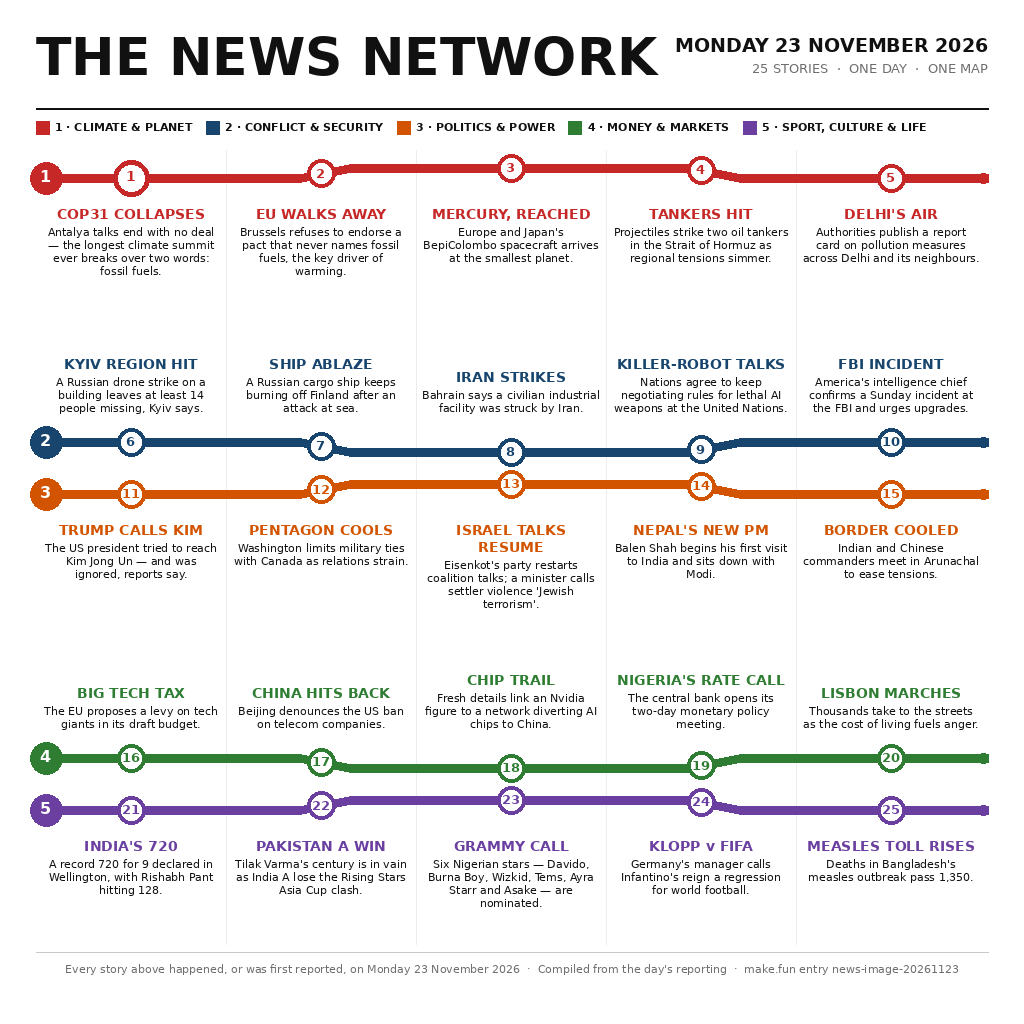 THE NEWS NETWORK
MONDAY 23 NOVEMBER 2026
25 STORIES · ONE DAY · ONE MAP
1 · CLIMATE & PLANET
2 · CONFLICT & SECURITY
3 · POLITICS & POWER
4 · MONEY & MARKETS
5 · SPORT, CULTURE & LIFE
1
1
2
3
4
5
COP31 COLLAPSES
Antalya talks end with no deal
— the longest climate summit
ever breaks over two words:
fossil fuels.
EU WALKS AWAY
Brussels refuses to endorse a
pact that never names fossil
fuels, the key driver of
warming.
MERCURY, REACHED
Europe and Japan's
BepiColombo spacecraft arrives
at the smallest planet.
TANKERS HIT
Projectiles strike two oil tankers
in the Strait of Hormuz as
regional tensions simmer.
DELHI'S AIR
Authorities publish a report
card on pollution measures
across Delhi and its neighbours.
KYIV REGION HIT
A Russian drone strike on a
building leaves at least 14
people missing, Kyiv says.
SHIP ABLAZE
A Russian cargo ship keeps
burning off Finland after an
attack at sea.
IRAN STRIKES
Bahrain says a civilian industrial
facility was struck by Iran.
KILLER-ROBOT TALKS
Nations agree to keep
negotiating rules for lethal AI
weapons at the United Nations.
FBI INCIDENT
America's intelligence chief
confirms a Sunday incident at
the FBI and urges upgrades.
2
6
7
8
9
10
3
11
12
13
14
15
TRUMP CALLS KIM
The US president tried to reach
Kim Jong Un — and was
ignored, reports say.
PENTAGON COOLS
Washington limits military ties
with Canada as relations strain.
ISRAEL TALKS
RESUME
Eisenkot's party restarts
coalition talks; a minister calls
settler violence 'Jewish
terrorism'.
NEPAL'S NEW PM
Balen Shah begins his first visit
to India and sits down with
Modi.
BORDER COOLED
Indian and Chinese
commanders meet in Arunachal
to ease tensions.
BIG TECH TAX
The EU proposes a levy on tech
giants in its draft budget.
CHINA HITS BACK
Beijing denounces the US ban
on telecom companies.
CHIP TRAIL
Fresh details link an Nvidia
figure to a network diverting AI
chips to China.
NIGERIA'S RATE CALL
The central bank opens its
two-day monetary policy
meeting.
LISBON MARCHES
Thousands take to the streets
as the cost of living fuels anger.
4
16
17
18
19
20
5
21
22
23
24
25
INDIA'S 720
A record 720 for 9 declared in
Wellington, with Rishabh Pant
hitting 128.
PAKISTAN A WIN
Tilak Varma's century is in vain
as India A lose the Rising Stars
Asia Cup clash.
GRAMMY CALL
Six Nigerian stars — Davido,
Burna Boy, Wizkid, Tems, Ayra
Starr and Asake — are
nominated.
KLOPP v FIFA
Germany's manager calls
Infantino's reign a regression
for world football.
MEASLES TOLL RISES
Deaths in Bangladesh's
measles outbreak pass 1,350.
Every story above happened, or was first reported, on Monday 23 November 2026 · Compiled from the day's reporting · make.fun entry news-image-20261123